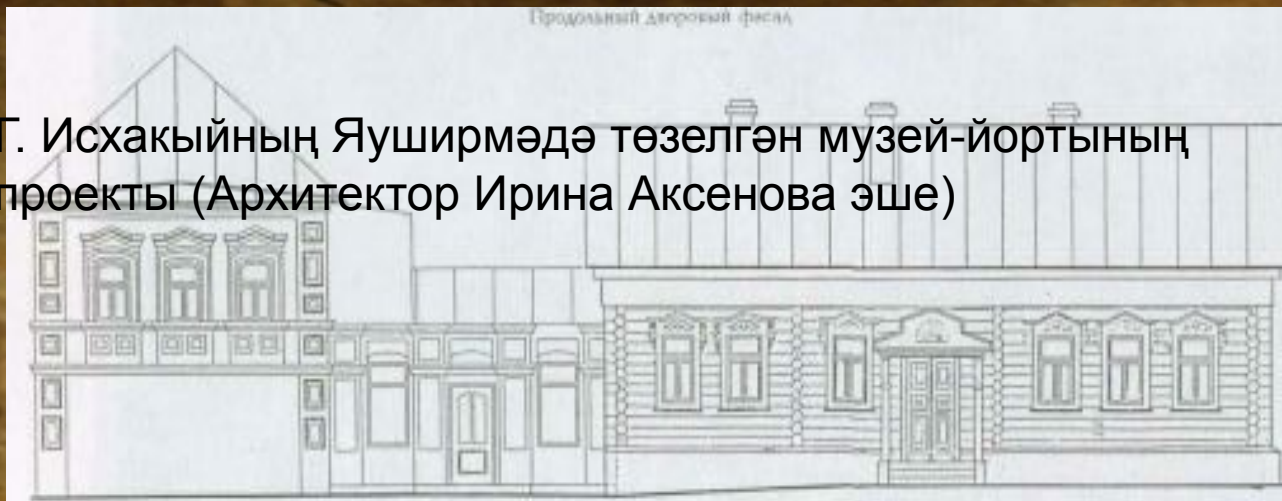 Продольный дворовый фасад
Г. Исхакыйның Яуширмәдә төзелгән музей-йортының
проекты (Архитектор Ирина Аксенова эше)